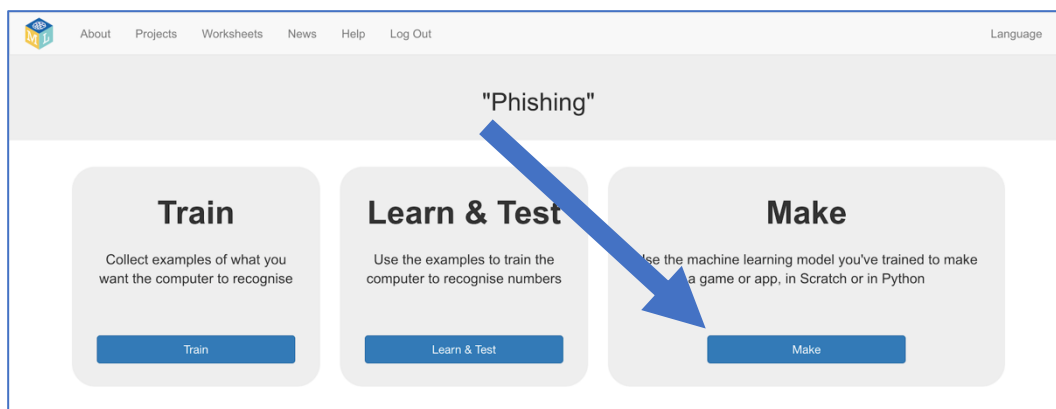 ML
About Projects Worksheets News Help Log Out Language
"Phishing"
Train
Collect examples of what you
want the computer to recognise
Train
Learn & Test
Use the examples to train the
computer to recognise numbers
Learn & Test
Make
se the machine learning model you've trained to make
a game or app, in Scratch or in Python
Make